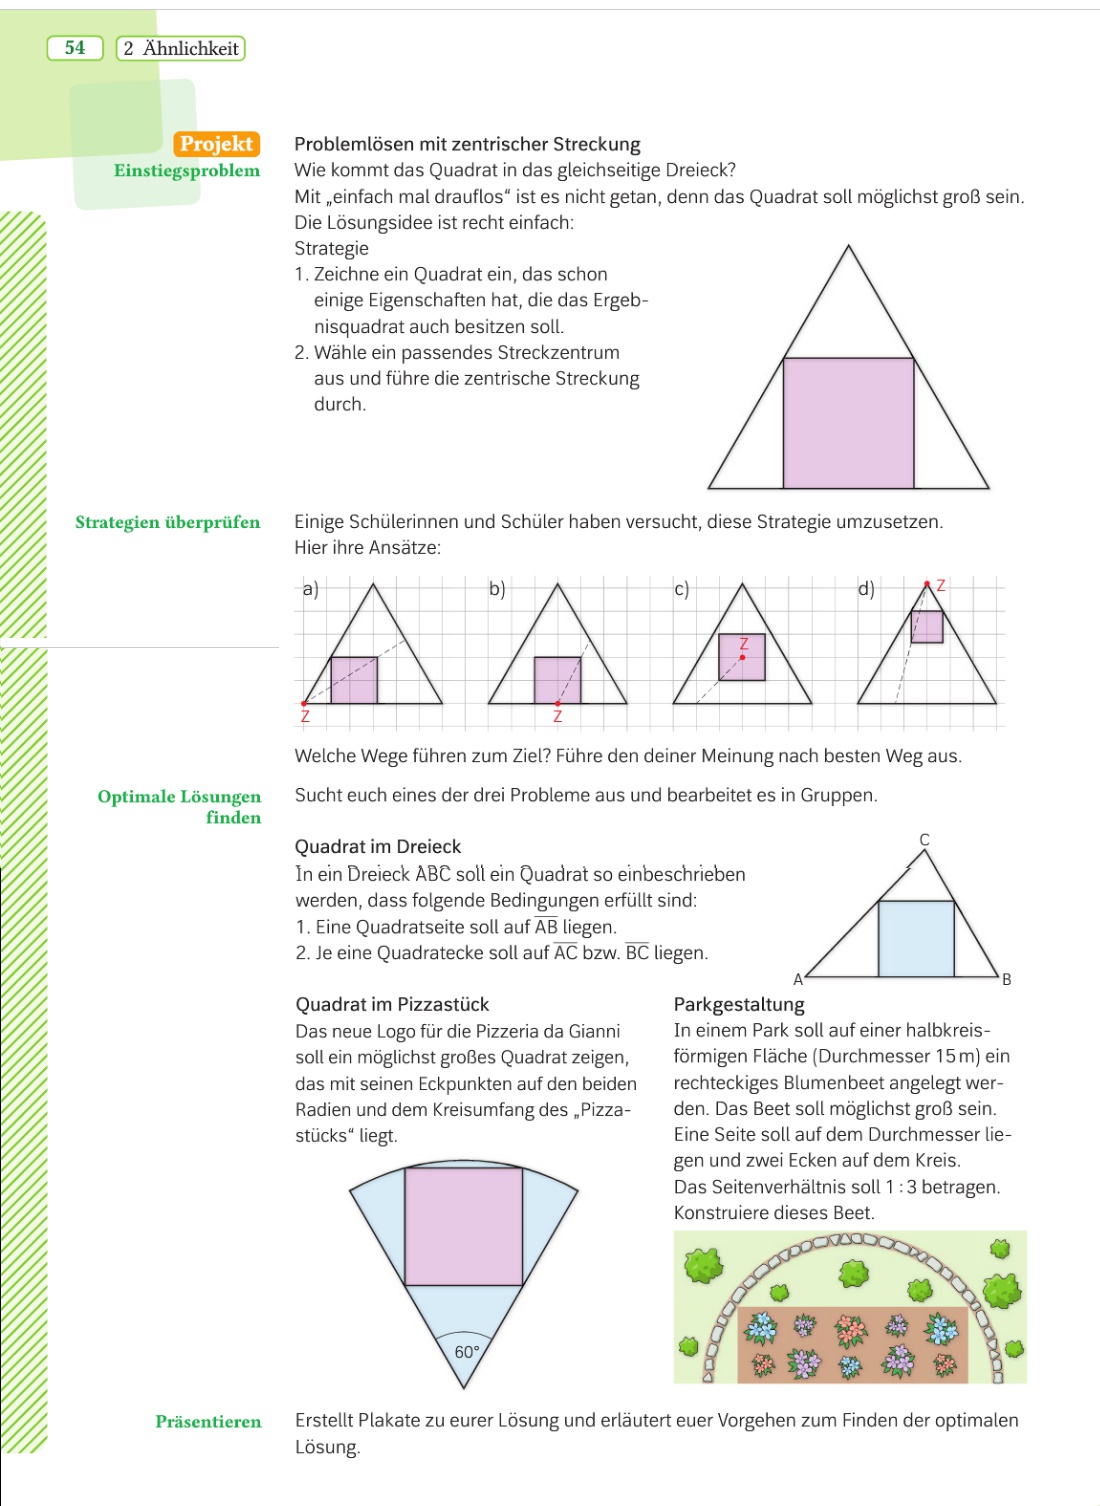 54
2 Ähnlichkeit
Projekt
Einstiegsproblem
Problemlösen mit zentrischer Streckung
Wie kommt das Quadrat in das gleichseitige Dreieck?
Mit „einfach mal drauflos“ ist es nicht getan, denn das Quadrat soll möglichst groß sein.
Die Lösungsidee ist recht einfach:
Strategie
1. Zeichne ein Quadrat ein, das schon
einige Eigenschaften hat, die das Ergeb-
nisquadrat auch besitzen soll.
2. Wähle ein passendes Streckzentrum
aus und führe die zentrische Streckung
durch.
Strategien überprüfen
Einige Schülerinnen und Schüler haben versucht, diese Strategie umzusetzen.
Hier ihre Ansätze:
a)
Z
b)
Z
c)
Z
d)
Z
Welche Wege führen zum Ziel? Führe den deiner Meinung nach besten Weg aus.
Optimale Lösungen
finden
Sucht euch eines der drei Probleme aus und bearbeitet es in Gruppen.
Quadrat im Dreieck
In ein Dreieck ABC soll ein Quadrat so einbeschrieben
werden, dass folgende Bedingungen erfüllt sind:
1. Eine Quadratseite soll auf A̅B̅ liegen.
2. Je eine Quadratecke soll auf A̅C̅ bzw. B̅C̅ liegen.
C
A
B
Quadrat im Pizzastück
Das neue Logo für die Pizzeria da Gianni
soll ein möglichst großes Quadrat zeigen,
das mit seinen Eckpunkten auf den beiden
Radien und dem Kreisumfang des „Pizza-
stücks“ liegt.
60°
Parkgestaltung
In einem Park soll auf einer halbkreis-
förmigen Fläche (Durchmesser 15 m) ein
rechteckiges Blumenbeet angelegt wer-
den. Das Beet soll möglichst groß sein.
Eine Seite soll auf dem Durchmesser lie-
gen und zwei Ecken auf dem Kreis.
Das Seitenverhältnis soll 1 : 3 betragen.
Konstruiere dieses Beet.
Präsentieren
Erstellt Plakate zu eurer Lösung und erläutert euer Vorgehen zum Finden der optimalen
Lösung.